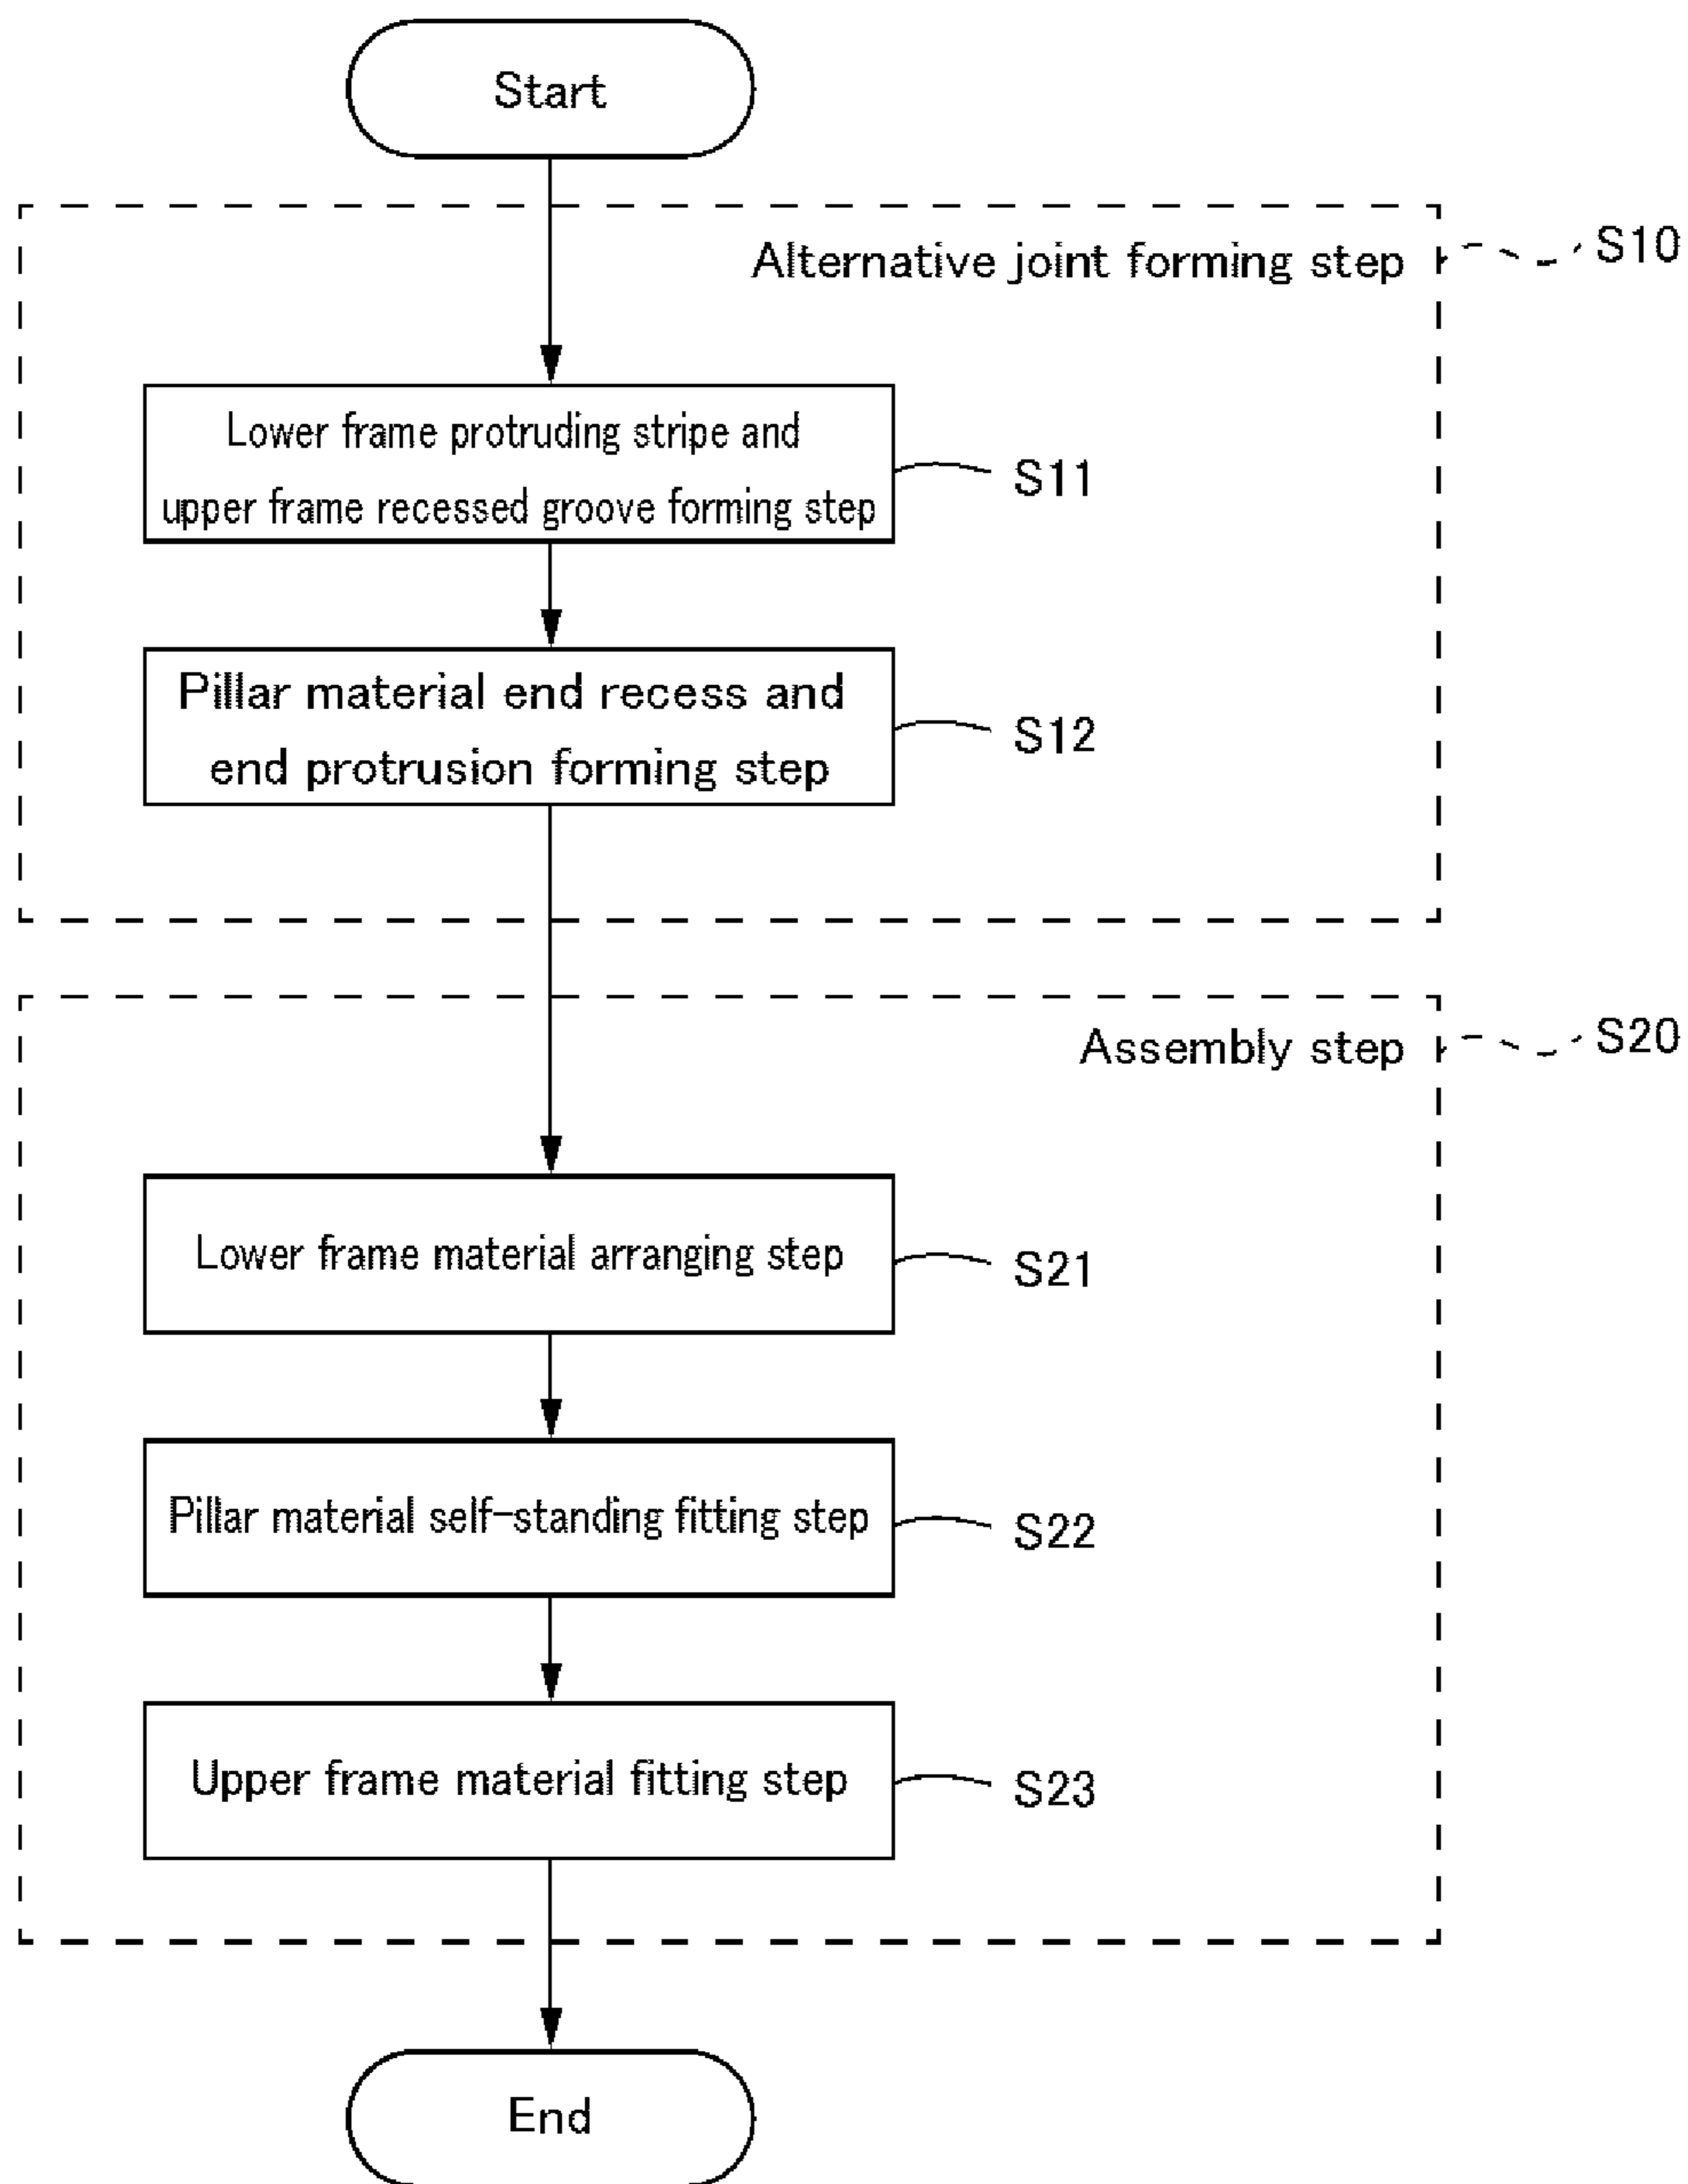 Start
Alternative joint forming step
S10
Lower frame protruding stripe and
upper frame recessed groove forming step
S11
Pillar material end recess and
end protrusion forming step
S12
Assembly step
S20
Lower frame material arranging step
S21
Pillar material self-standing fitting step
S22
Upper frame material fitting step
S23
End